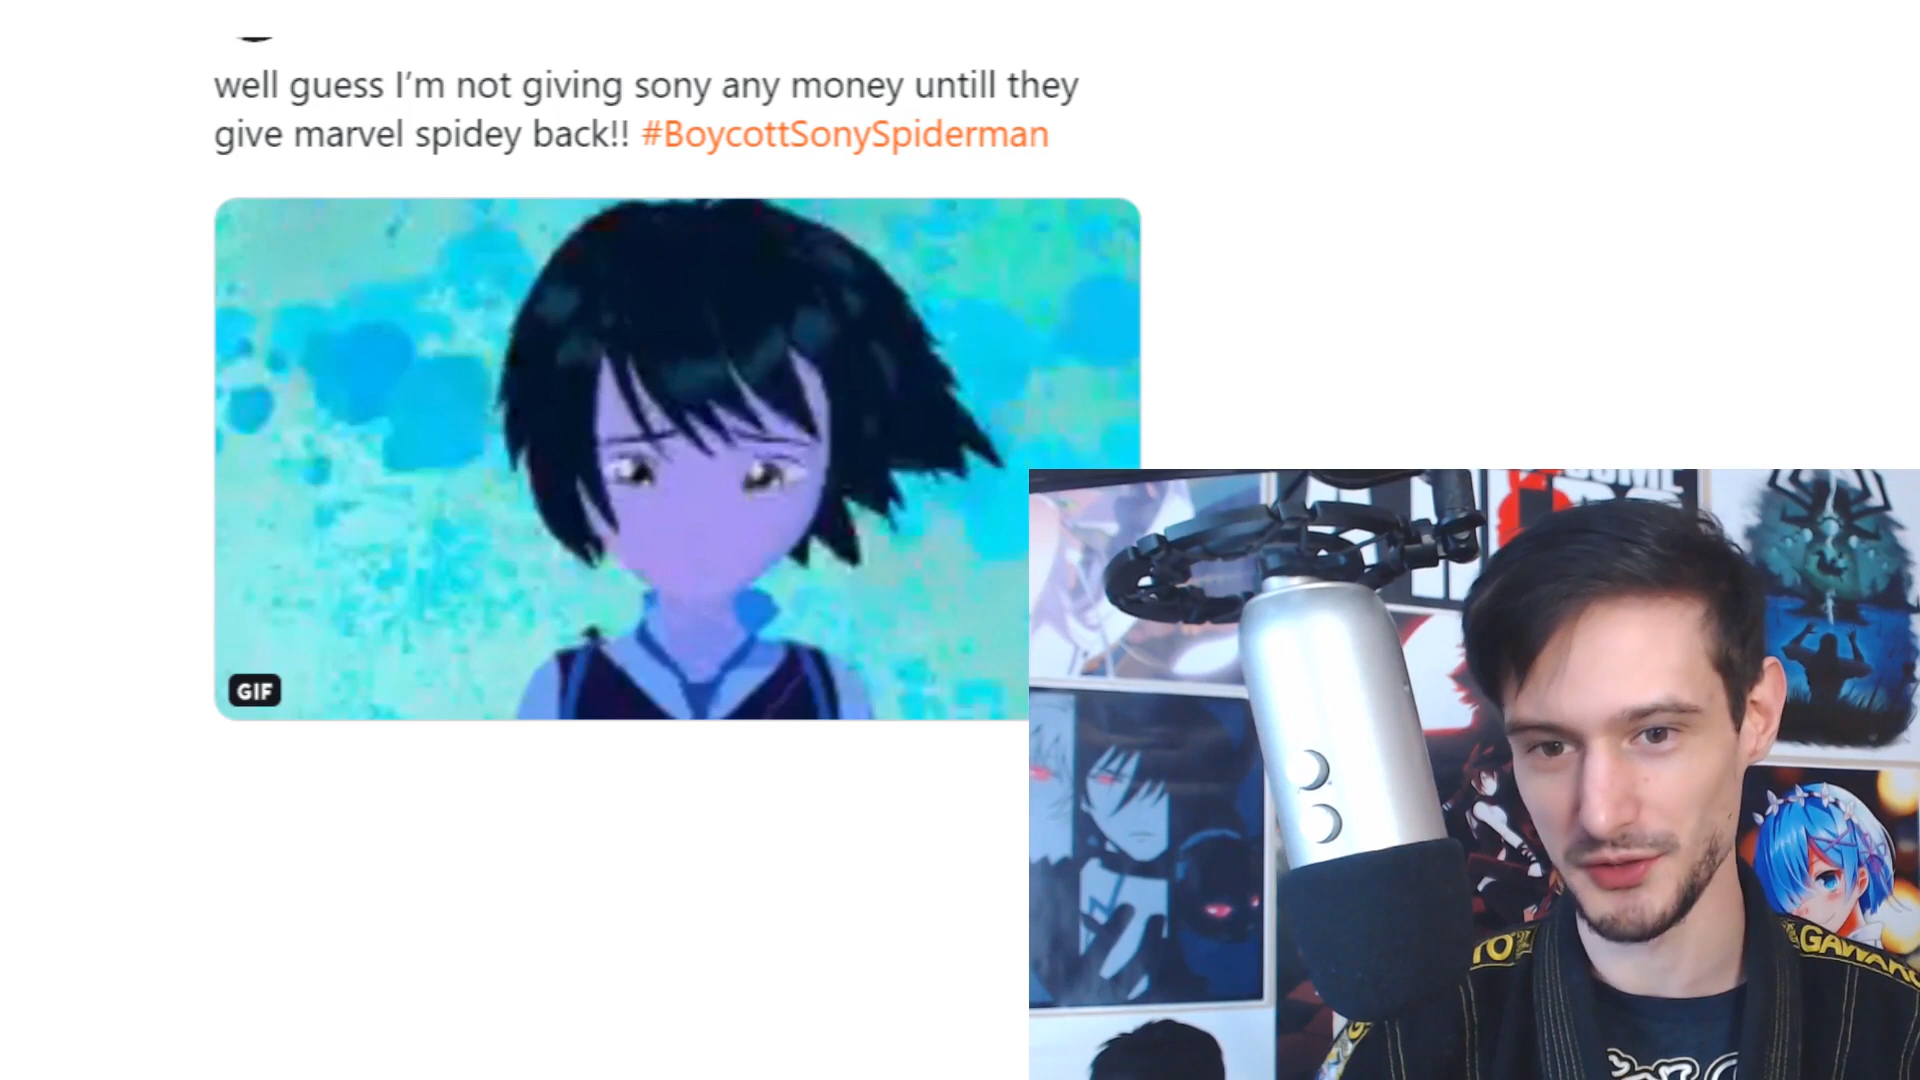 well guess I’m not giving sony any money untill they
give marvel spidey back!! #BoycottSonySpiderman
GIF